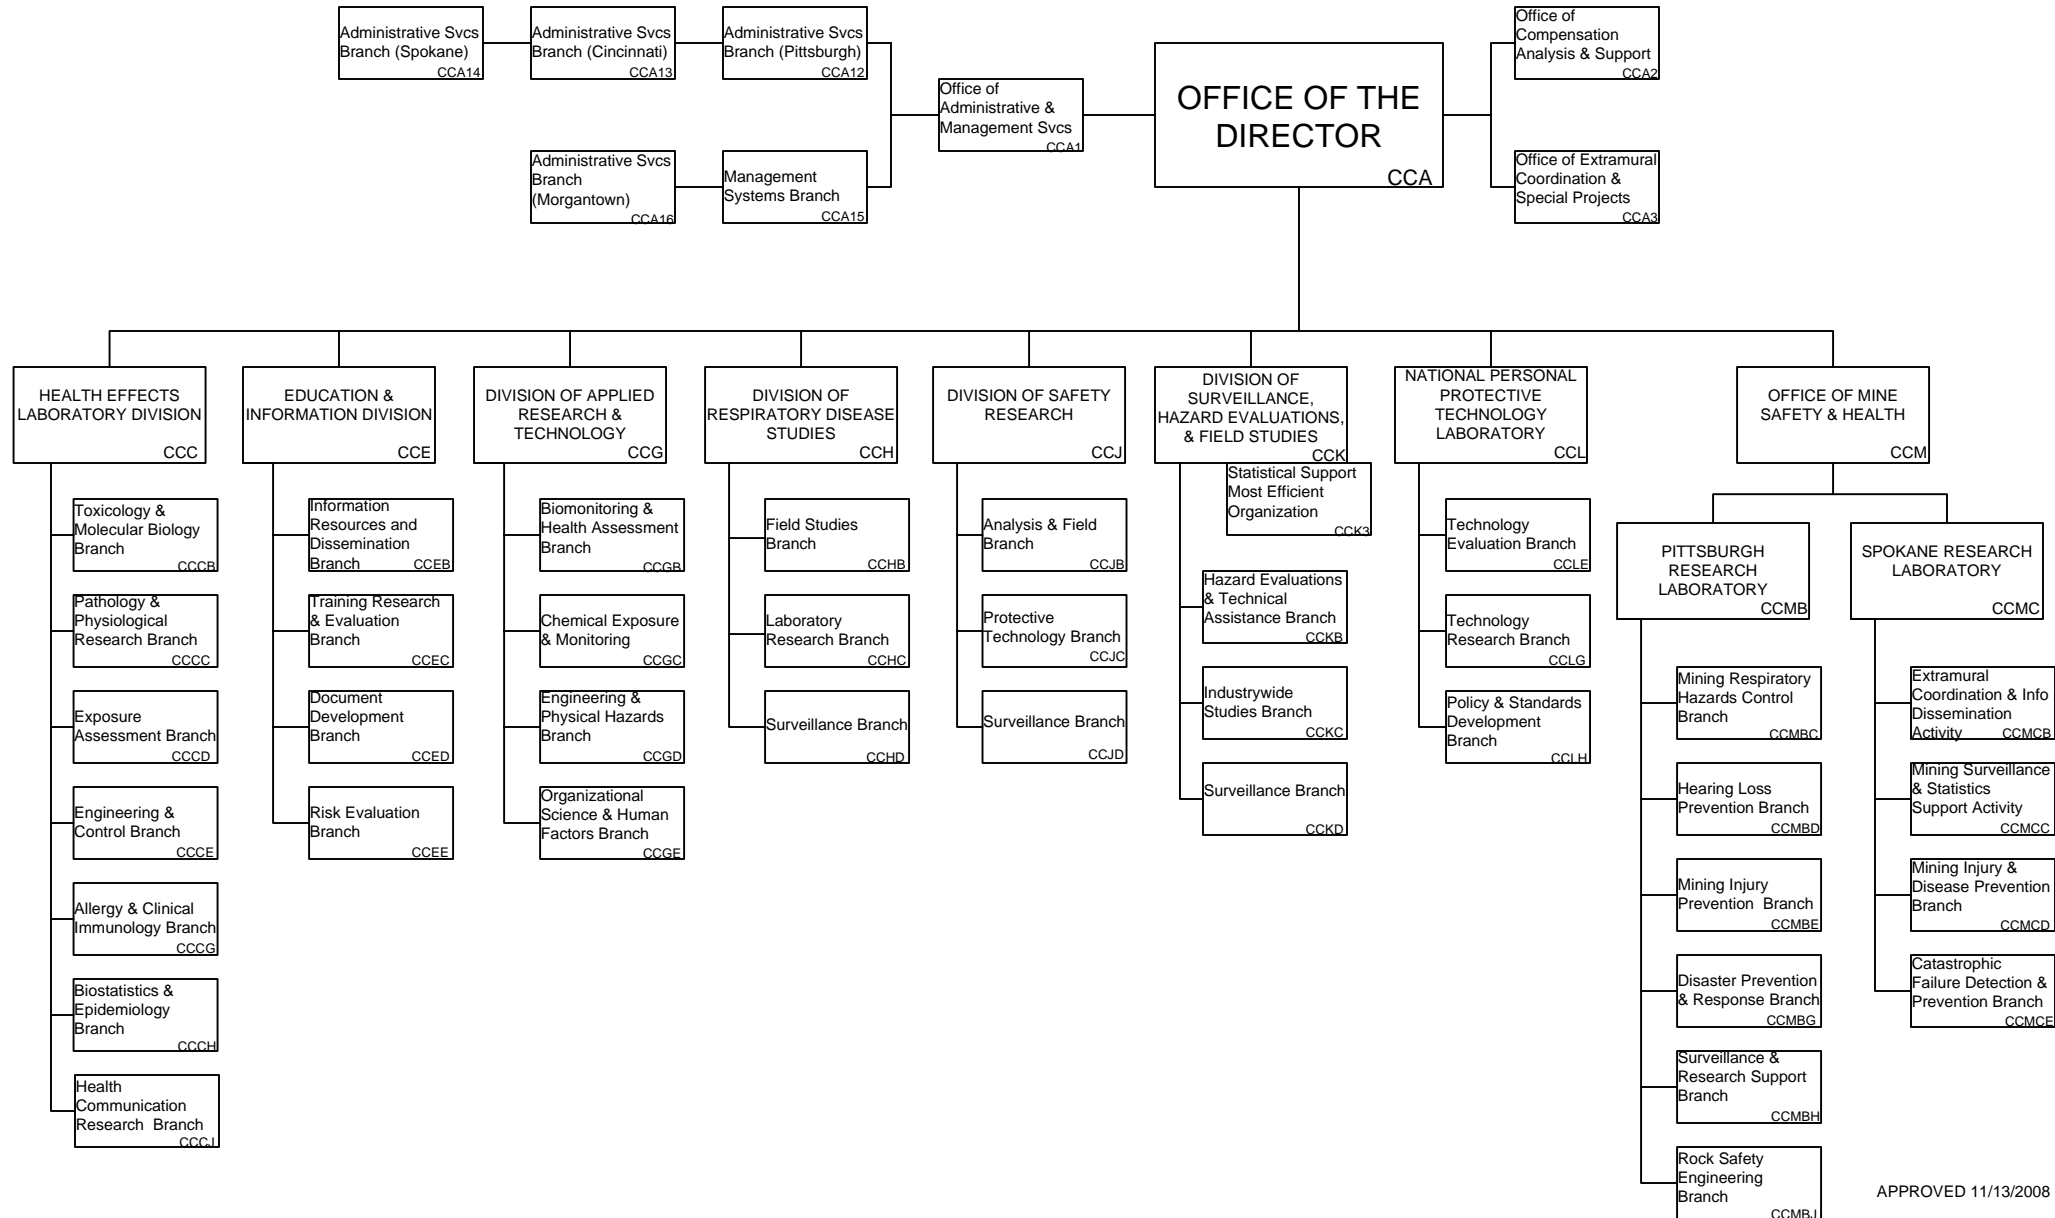 Administrative Svcs
Branch (Spokane)
CCA14
Administrative Svcs
Branch (Cincinnati)
CCA13
Administrative Svcs
Branch (Pittsburgh)
CCA12
Office of
Administrative &
Management Svcs
CCA1
Administrative Svcs
Branch
(Morgantown)
CCA16
Management
Systems Branch
CCA15
OFFICE OF THE
DIRECTOR
CCA
Office of
Compensation
Analysis & Support
CCA2
Office of Extramural
Coordination &
Special Projects
CCA3
HEALTH EFFECTS
LABORATORY DIVISION
CCC
Toxicology &
Molecular Biology
Branch
CCCB
Pathology &
Physiological
Research Branch
CCCC
Exposure
Assessment Branch
CCCD
Engineering &
Control Branch
CCCE
Allergy & Clinical
Immunology Branch
CCCG
Biostatistics &
Epidemiology
Branch
CCCH
Health
Communication
Research Branch
CCCJ
EDUCATION &
INFORMATION DIVISION
CCE
Information
Resources and
Dissemination
Branch CCEB
Training Research
& Evaluation
Branch
CCEC
Document
Development
Branch
CCED
Risk Evaluation
Branch
CCEE
DIVISION OF APPLIED
RESEARCH &
TECHNOLOGY
CCG
Biomonitoring &
Health Assessment
Branch
CCGB
Chemical Exposure
& Monitoring
CCGC
Engineering &
Physical Hazards
Branch
CCGD
Organizational
Science & Human
Factors Branch
CCGE
DIVISION OF
RESPIRATORY DISEASE
STUDIES
CCH
Field Studies
Branch
CCHB
Laboratory
Research Branch
CCHC
Surveillance Branch
CCHD
DIVISION OF SAFETY
RESEARCH
CCJ
Analysis & Field
Branch
CCJB
Protective
Technology Branch
CCJC
Surveillance Branch
CCJD
DIVISION OF
SURVEILLANCE,
HAZARD EVALUATIONS,
& FIELD STUDIES
CCK
Statistical Support
Most Efficient
Organization
CCK3
Hazard Evaluations
& Technical
Assistance Branch
CCKB
Industrywide
Studies Branch
CCKC
Surveillance Branch
CCKD
NATIONAL PERSONAL
PROTECTIVE
TECHNOLOGY
LABORATORY
CCL
Technology
Evaluation Branch
CCLE
Technology
Research Branch
CCLG
Policy & Standards
Development
Branch
CCLH
OFFICE OF MINE
SAFETY & HEALTH
CCM
PITTSBURGH
RESEARCH
LABORATORY
CCMB
Mining Respiratory
Hazards Control
Branch
CCMBC
Hearing Loss
Prevention Branch
CCMBD
Mining Injury
Prevention Branch
CCMBE
Disaster Prevention
& Response Branch
CCMBG
Surveillance &
Research Support
Branch
CCMBH
Rock Safety
Engineering
Branch
CCMBJ
SPOKANE RESEARCH
LABORATORY
CCMC
Extramural
Coordination & Info
Dissemination
Activity CCMCB
Mining Surveillance
& Statistics
Support Activity
CCMCC
Mining Injury &
Disease Prevention
Branch
CCMCD
Catastrophic
Failure Detection &
Prevention Branch
CCMCE
APPROVED 11/13/2008